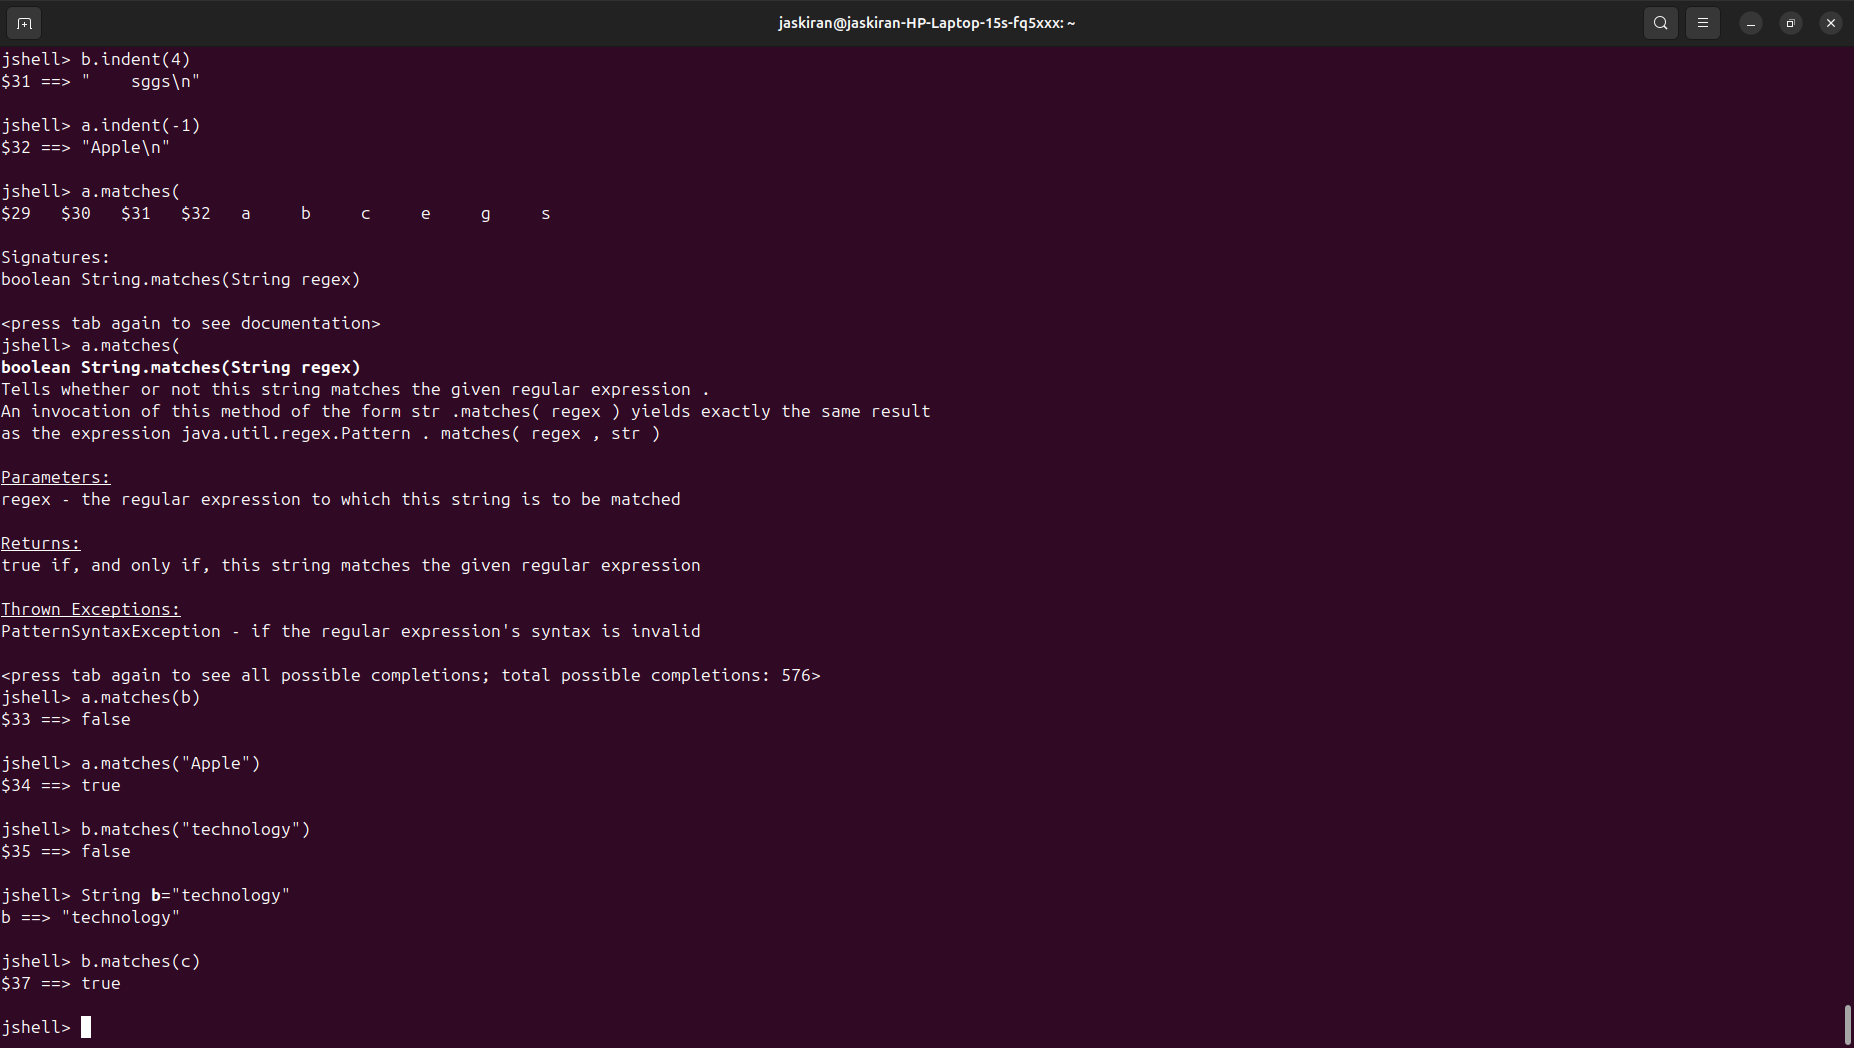 jaskiran@jaskiran-HP-Laptop-15s-fq5xxx: ~
jshell> b.indent(4)
$31 ==> "    sggs\n"
jshell> a.indent(-1)
$32 ==> "Apple\n"
jshell> a.matches(
$29   $30   $31   $32   a     b     c     e     g     s
Signatures:
boolean String.matches(String regex)
<press tab again to see documentation>
jshell> a.matches(
boolean String.matches(String regex)
Tells whether or not this string matches the given regular expression .
An invocation of this method of the form str .matches( regex ) yields exactly the same result
as the expression java.util.regex.Pattern . matches( regex , str )
Parameters:
regex - the regular expression to which this string is to be matched
Returns:
true if, and only if, this string matches the given regular expression
Thrown Exceptions:
PatternSyntaxException - if the regular expression's syntax is invalid
<press tab again to see all possible completions; total possible completions: 576>
jshell> a.matches(b)
$33 ==> false
jshell> a.matches("Apple")
$34 ==> true
jshell> b.matches("technology")
$35 ==> false
jshell> String b="technology"
b ==> "technology"
jshell> b.matches(c)
$37 ==> true
jshell>